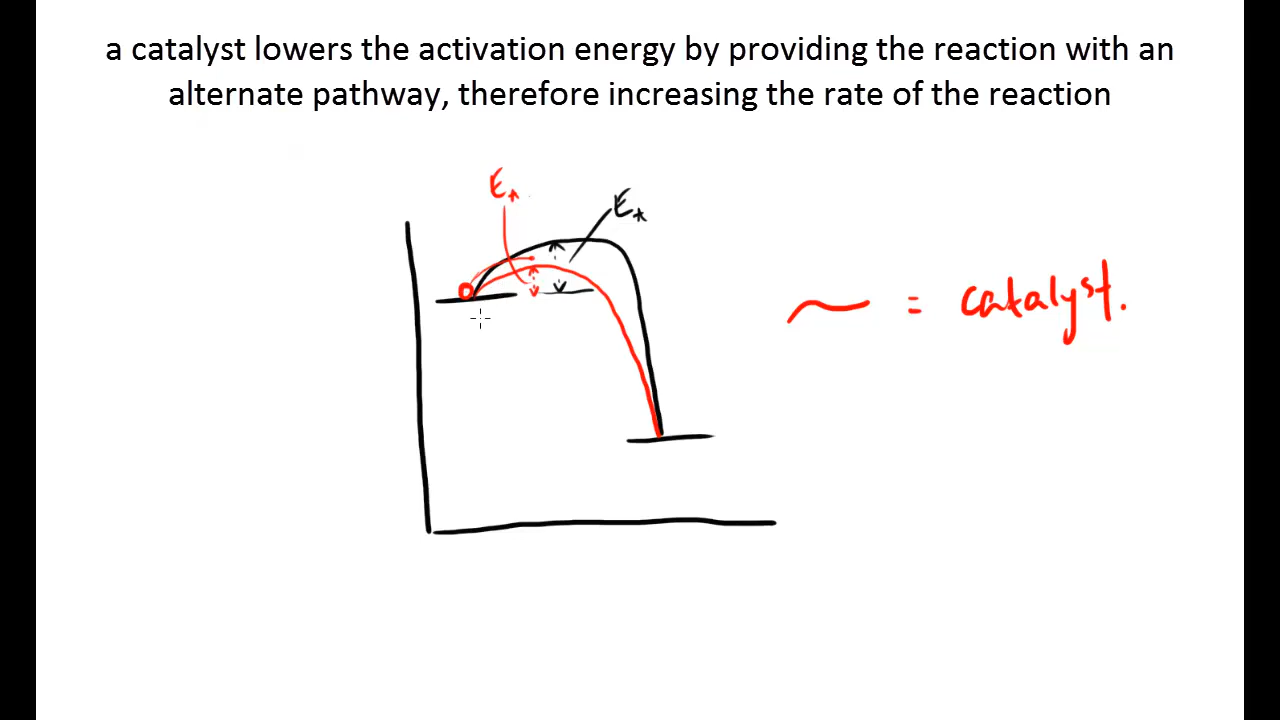 a catalyst lowers the activation energy by providing the reaction with an
alternate pathway, therefore increasing the rate of the reaction
EA
EA
= catalyst.